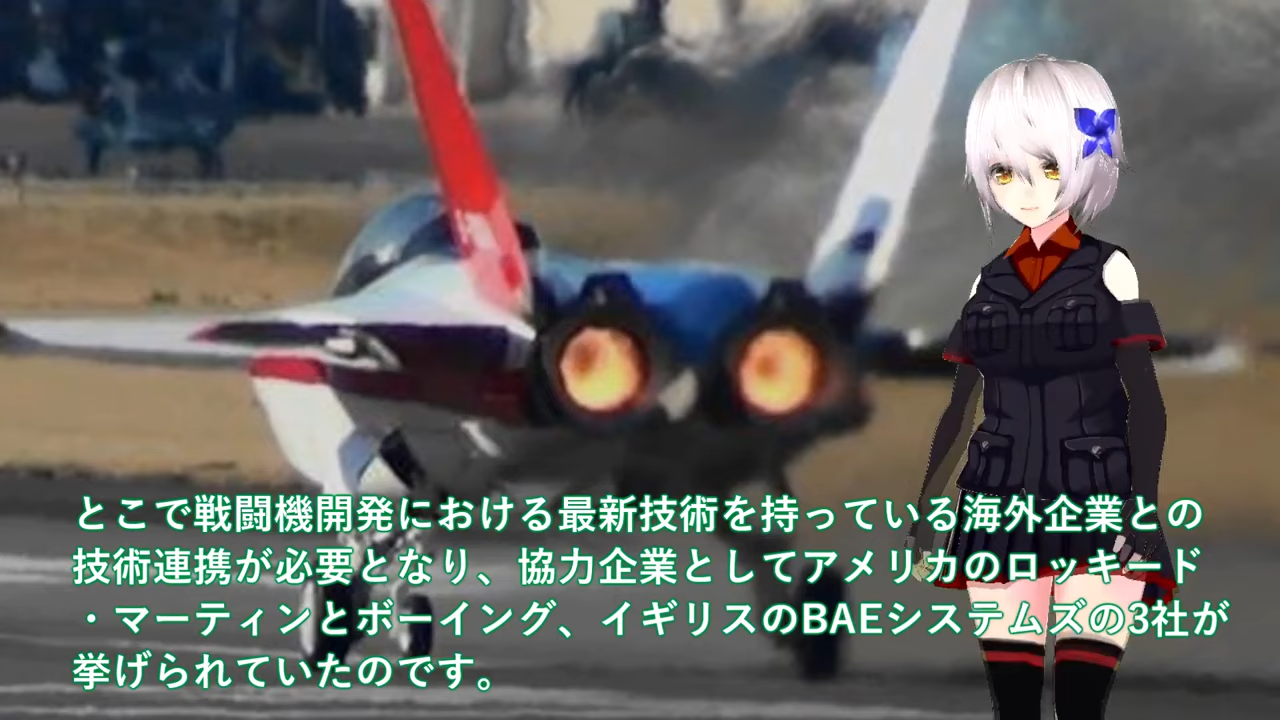 とこで戦闘機開発における最新技術を持っている海外企業との
技術連携が必要となり、協力企業としてアメリカのロッキード
・マーティンとボーイング、イギリスのBAEシステムズの3社が
挙げられていたのです。